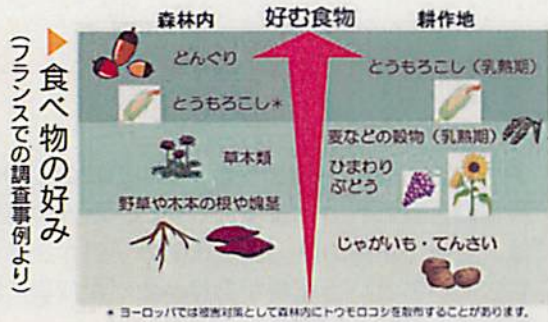 ▶食べ物の好み
(フランスでの調査事例より)
森林内
好む食物
耕作地
どんぐり
とうもろこし*
草本類
野草や木本の根や塊茎
とうもろこし(乳熟期)
麦などの穀物(乳熟期)
ひまわり
ぶどう
じゃがいも・てんさい
* ヨーロッパでは被害対策として森林内にトウモロコシを散布することがあります。